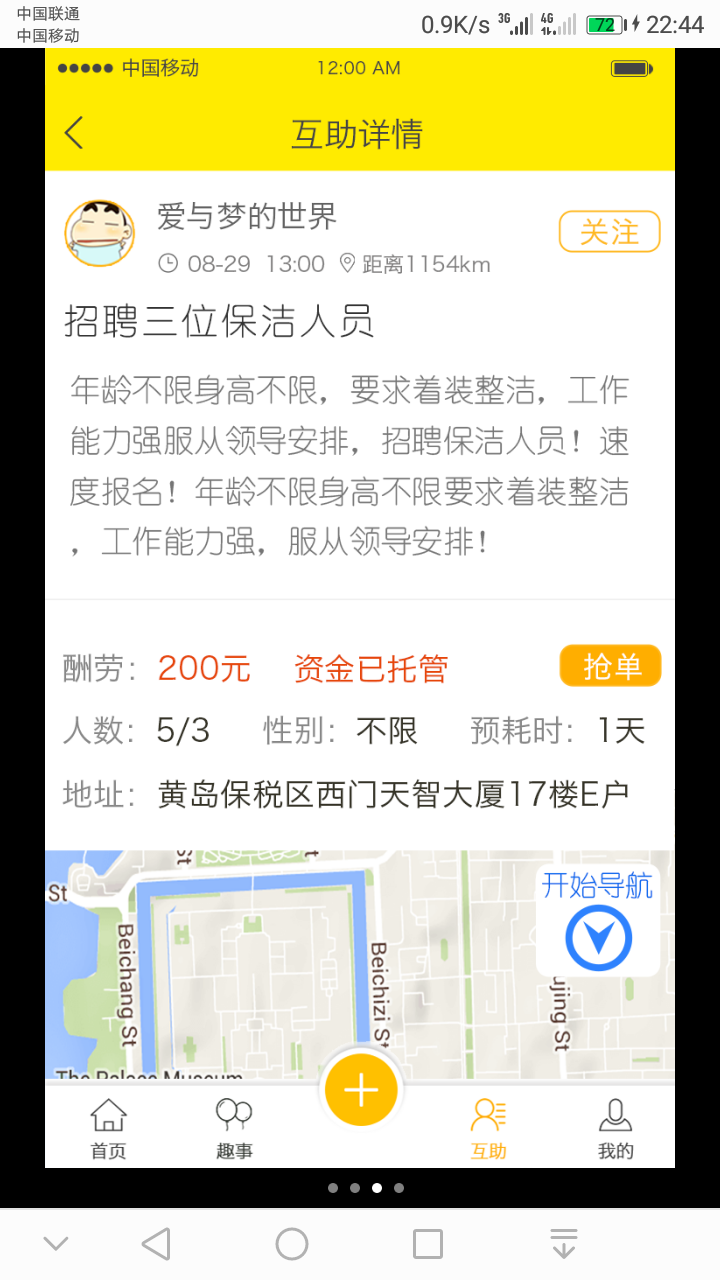 中国联通
中国移动
0.9K/s 3G 4G 72 22:44
中国移动 12:00 AM
互助详情
爱与梦的世界
关注
08-29 13:00 距离1154km
招聘三位保洁人员
年龄不限身高不限，要求着装整洁，工作
能力强服从领导安排，招聘保洁人员！速
度报名！年龄不限身高不限要求着装整洁
，工作能力强，服从领导安排！
酬劳：200元 资金已托管 抢单
人数：5/3 性别：不限 预耗时：1天
地址：黄岛保税区西门天智大厦17楼E户
开始导航
St
St
Beichang St
Beichizi St
ujing St
The Palace Museum
首页 趣事 互助 我的